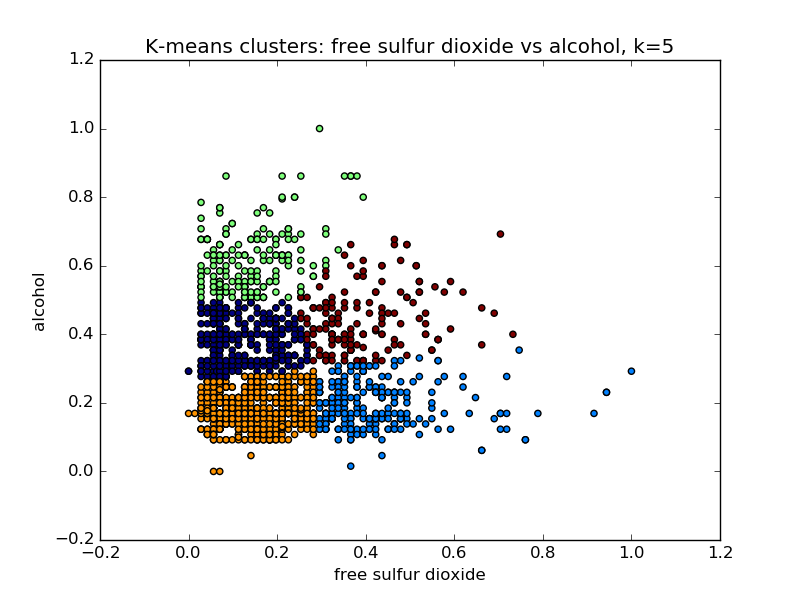 K-means clusters: free sulfur dioxide vs alcohol, k=5
1.2
1.0
0.8
0.6
0.4
0.2
0.0
−0.2
alcohol
−0.2 0.0 0.2 0.4 0.6 0.8 1.0 1.2
free sulfur dioxide